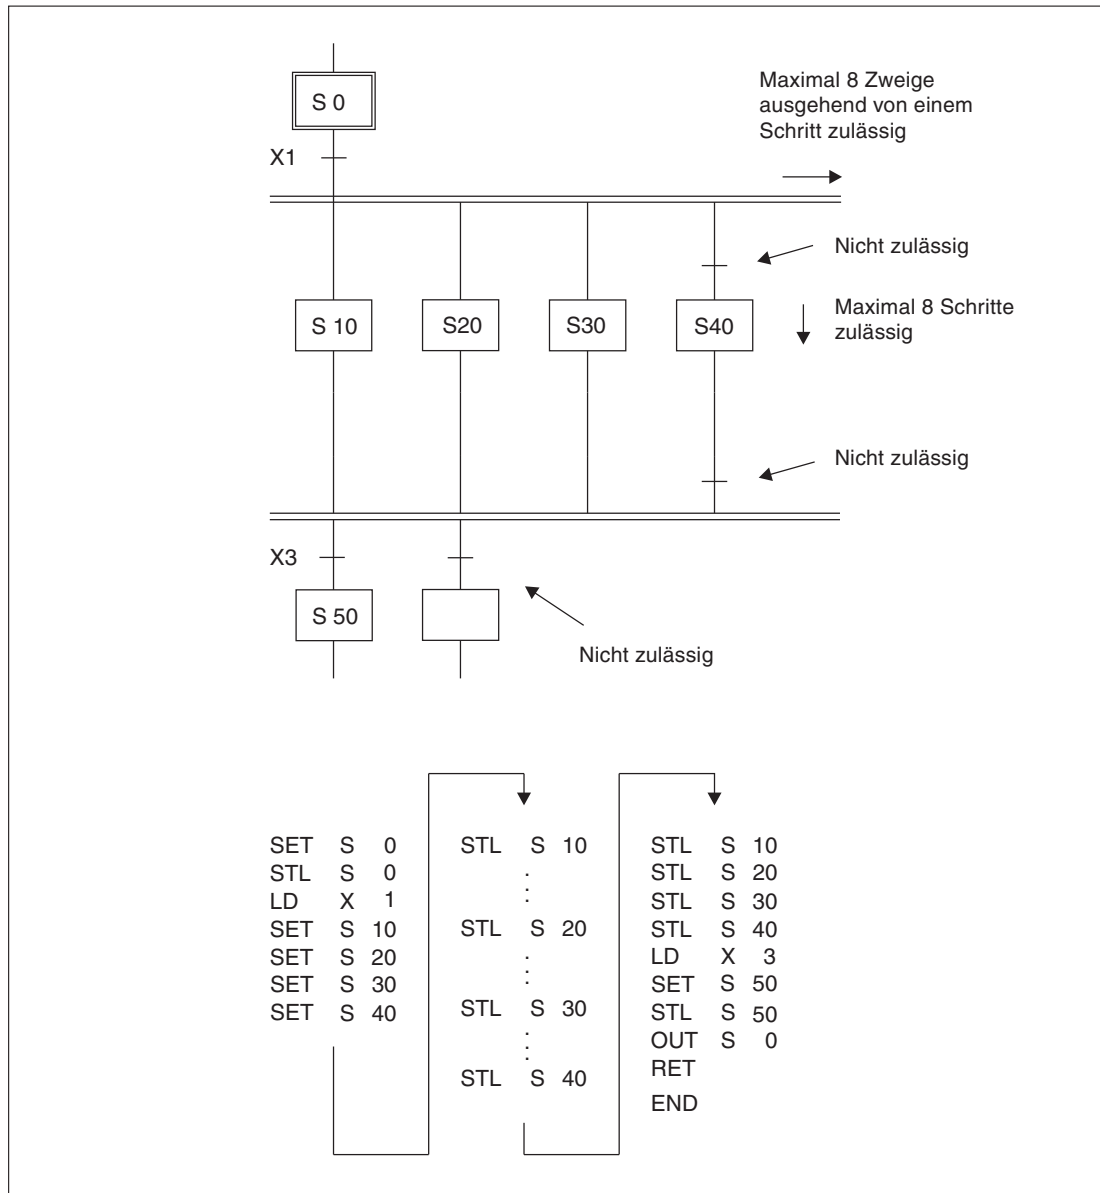 S 0
Maximal 8 Zweige
ausgehend von einem
Schritt zulässig
X1
Nicht zulässig
S 10
S20
S30
S40
Maximal 8 Schritte
zulässig
Nicht zulässig
X3
S 50
Nicht zulässig
SET S 0
STL S 0
LD X 1
SET S 10
SET S 20
SET S 30
SET S 40
STL S 10
STL S 20
STL S 30
STL S 40
STL S 10
STL S 20
STL S 30
STL S 40
LD X 3
SET S 50
STL S 50
OUT S 0
RET
END